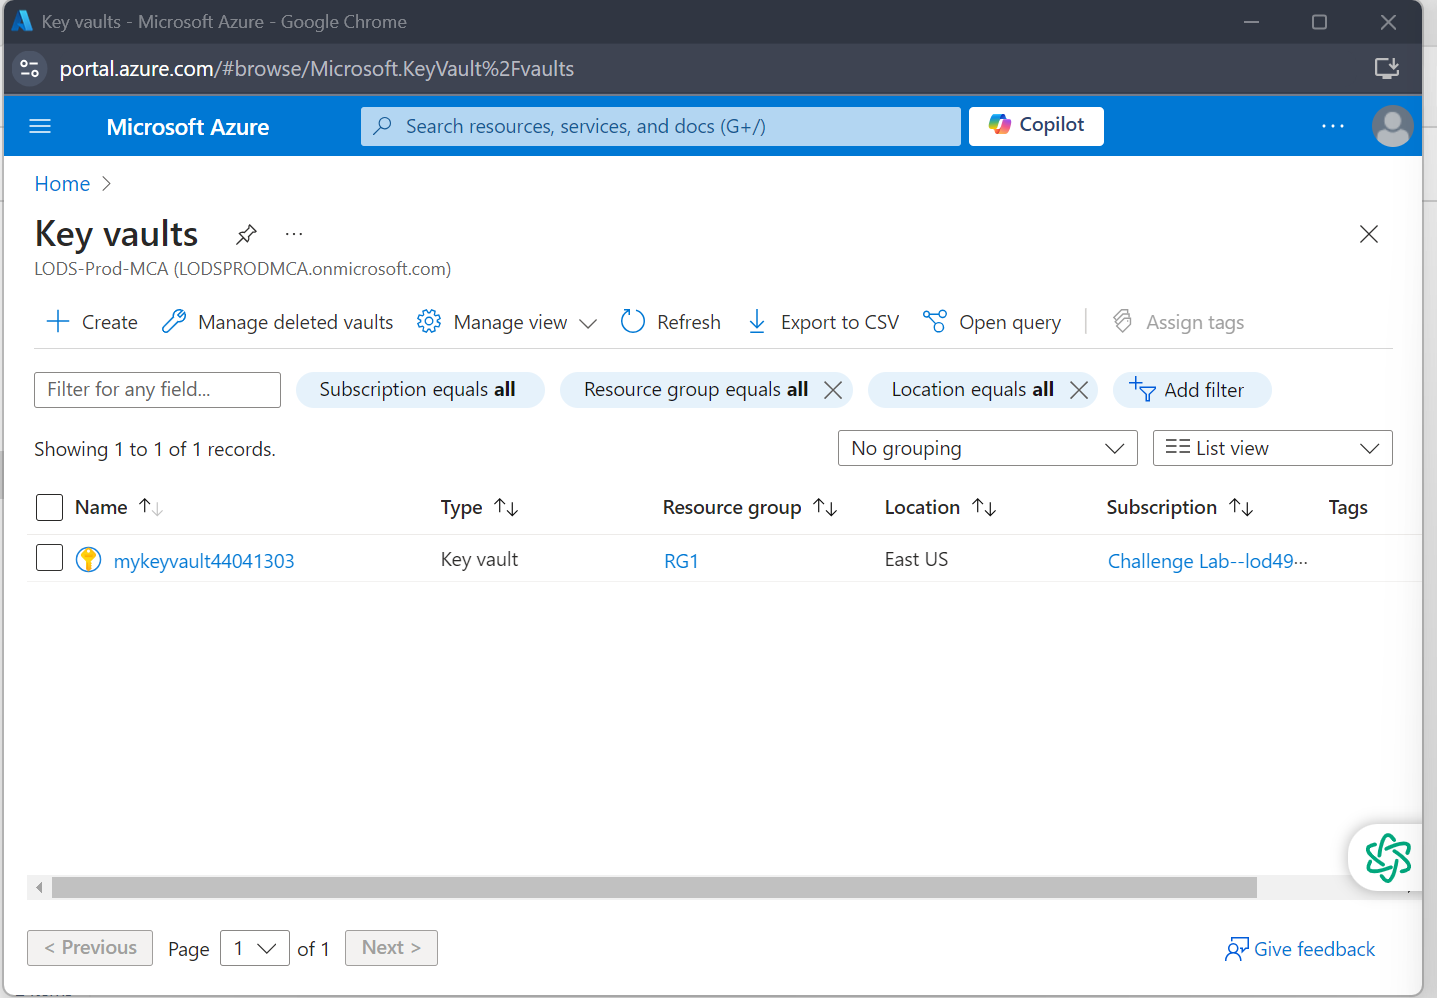 Key vaults - Microsoft Azure - Google Chrome
portal.azure.com/#browse/Microsoft.KeyVault%2Fvaults
Microsoft Azure
Search resources, services, and docs (G+/)
Copilot
Home
Key vaults
LODS-Prod-MCA (LODSPRODMCA.onmicrosoft.com)
Create Manage deleted vaults Manage view Refresh Export to CSV Open query Assign tags
Filter for any field... Subscription equals all Resource group equals all Location equals all Add filter
Showing 1 to 1 of 1 records. No grouping List view
Name Type Resource group Location Subscription Tags
mykeyvault44041303 Key vault RG1 East US Challenge Lab--lod49···
< Previous Page 1 of 1 Next > Give feedback